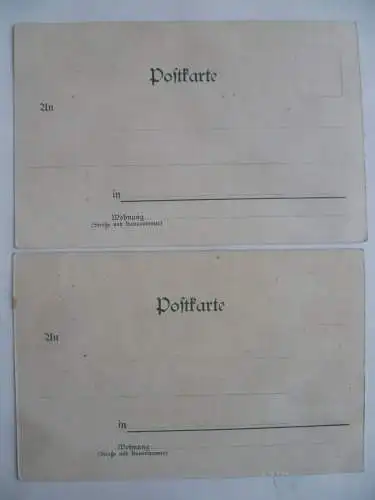 Postkarte
An
in
Wohnung
(Straße und Hausnummer)
Postkarte
An
in
Wohnung
(Straße und Hausnummer)